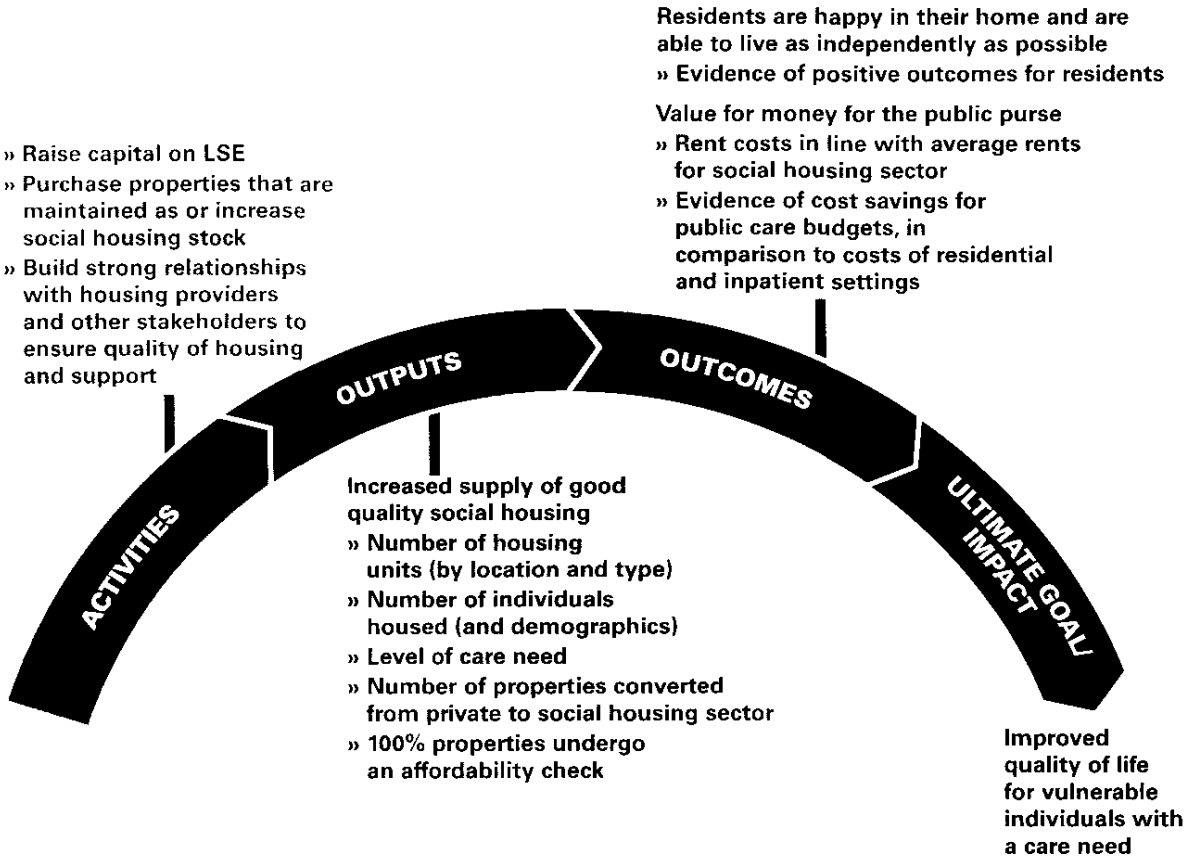 » Raise capital on LSE
» Purchase properties that are
maintained as or increase
social housing stock
» Build strong relationships
with housing providers
and other stakeholders to
ensure quality of housing
and support
ACTIVITIES
OUTPUTS
Increased supply of good
quality social housing
» Number of housing
units (by location and type)
» Number of individuals
housed (and demographics)
» Level of care need
» Number of properties converted
from private to social housing sector
» 100% properties undergo
an affordability check
Residents are happy in their home and are
able to live as independently as possible
» Evidence of positive outcomes for residents
Value for money for the public purse
» Rent costs in line with average rents
for social housing sector
» Evidence of cost savings for
public care budgets, in
comparison to costs of residential
and inpatient settings
OUTCOMES
ULTIMATE GOAL/
IMPACT
Improved
quality of life
for vulnerable
individuals with
a care need